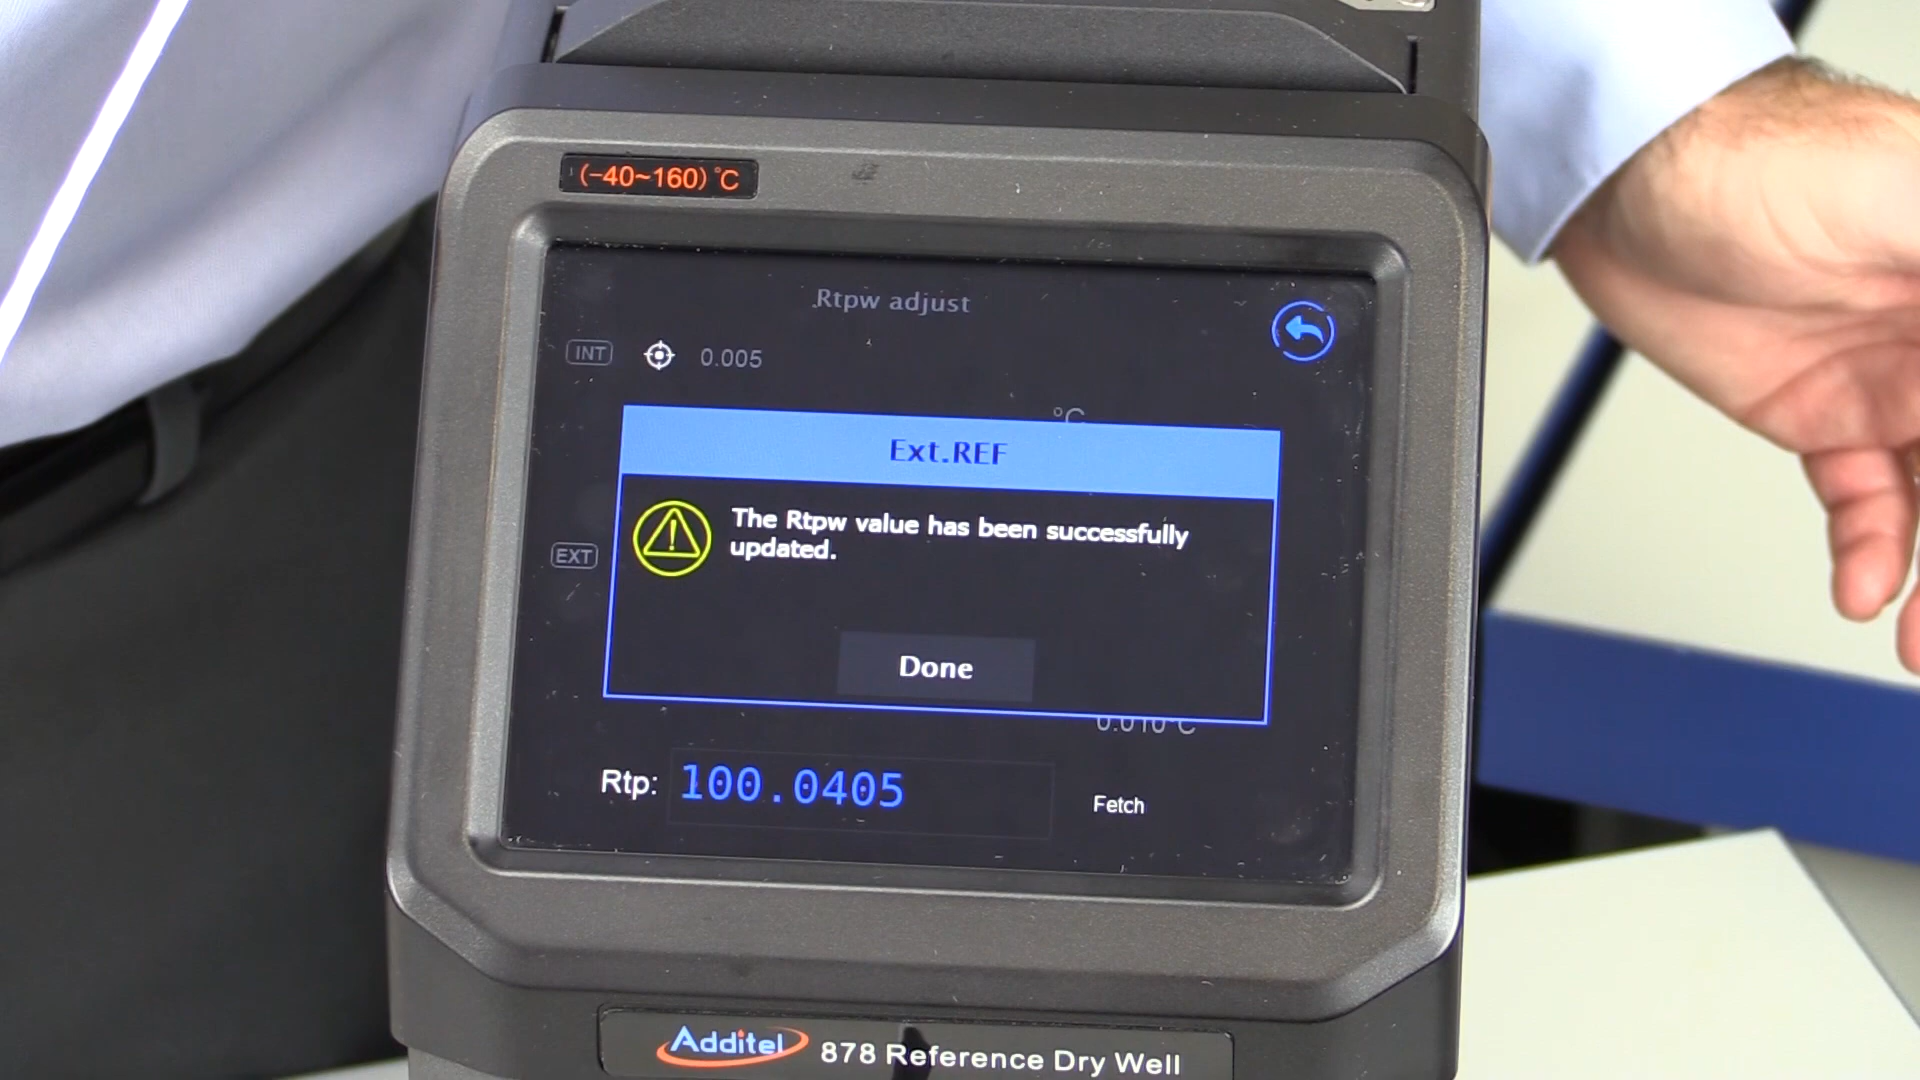 (-40~160)°C
Rtpw adjust
INT 0.005
°C
Ext.REF
The Rtpw value has been successfully
updated.
EXT
Done
0.010°C
Rtp: 100.0405
Fetch
Additel 878 Reference Dry Well